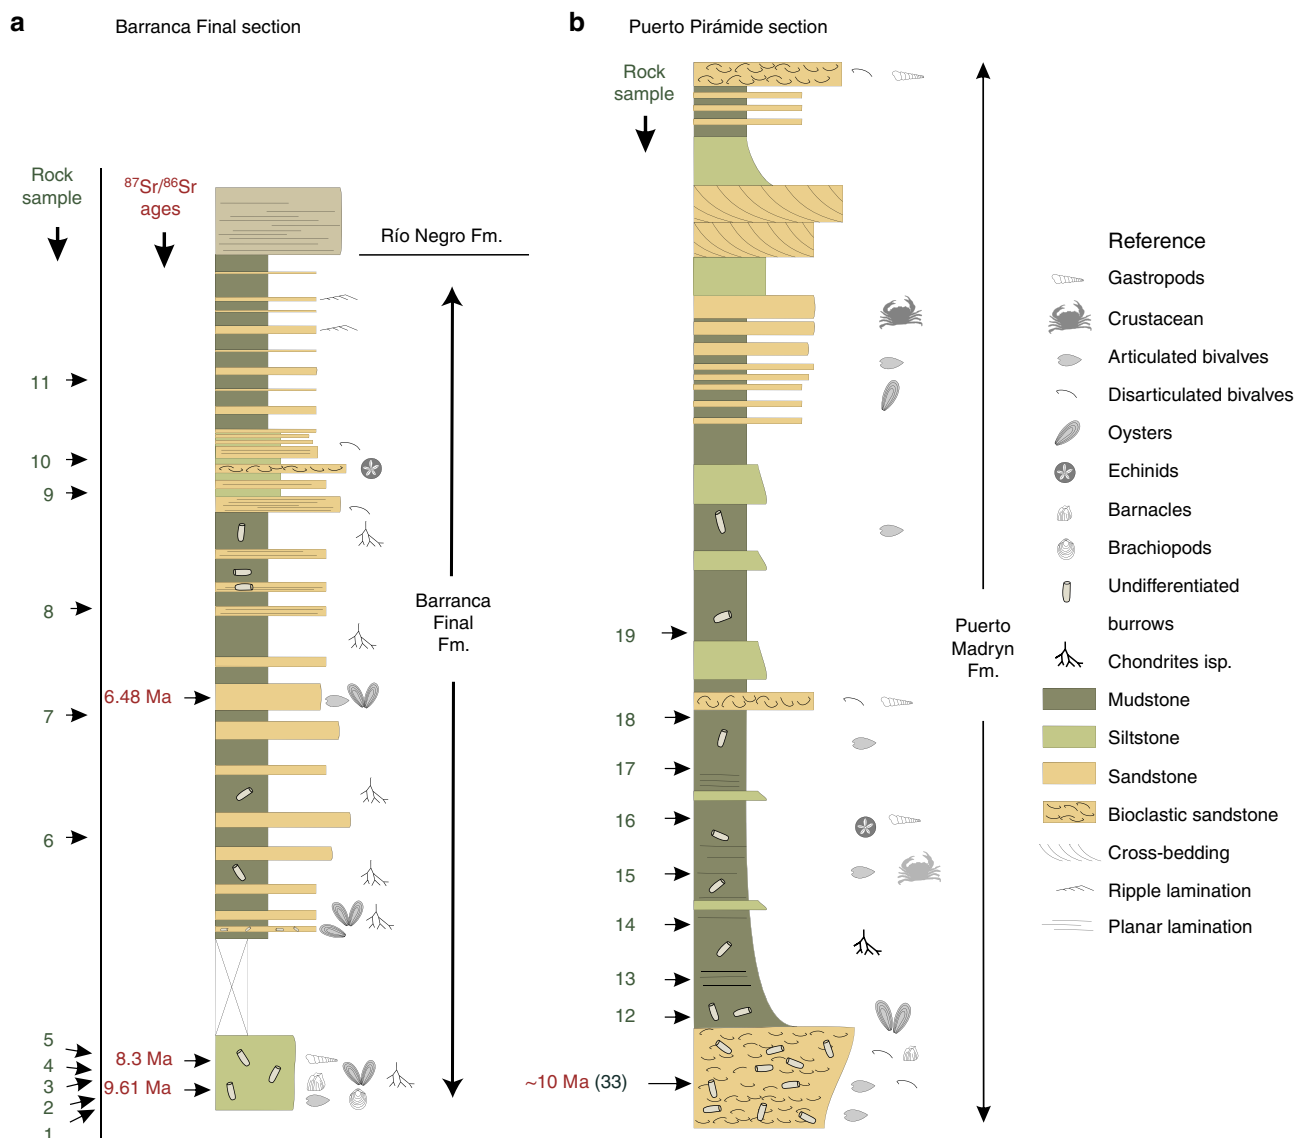 a
Barranca Final section
Rock
sample
87Sr/86Sr
ages
Río Negro Fm.
11
10
9
8
6.48 Ma
7
6
5
4
3
2
1
8.3 Ma
9.61 Ma
Barranca
Final
Fm.
b
Puerto Pirámide section
Rock
sample
19
18
17
16
15
14
13
12
~10 Ma (33)
Puerto
Madryn
Fm.
Reference
Gastropods
Crustacean
Articulated bivalves
Disarticulated bivalves
Oysters
Echinids
Barnacles
Brachiopods
Undifferentiated
burrows
Chondrites isp.
Mudstone
Siltstone
Sandstone
Bioclastic sandstone
Cross-bedding
Ripple lamination
Planar lamination